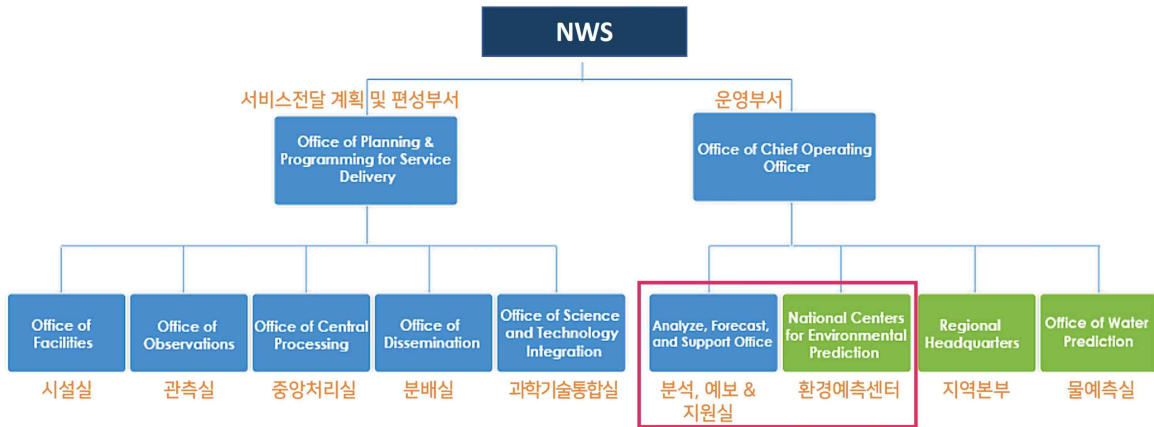 NWS
서비스전달 계획 및 편성부서
운영부서
Office of Planning &
Programming for Service
Delivery
Office of Chief Operating
Officer
Office of
Facilities
Office of
Observations
Office of Central
Processing
Office of
Dissemination
Office of Science
and Technology
Integration
Analyze, Forecast,
and Support Office
National Centers
for Environmental
Prediction
Regional
Headquarters
Office of Water
Prediction
시설실
관측실
중앙처리실
분배실
과학기술통합실
분석, 예보 &
지원실
환경예측센터
지역본부
물예측실